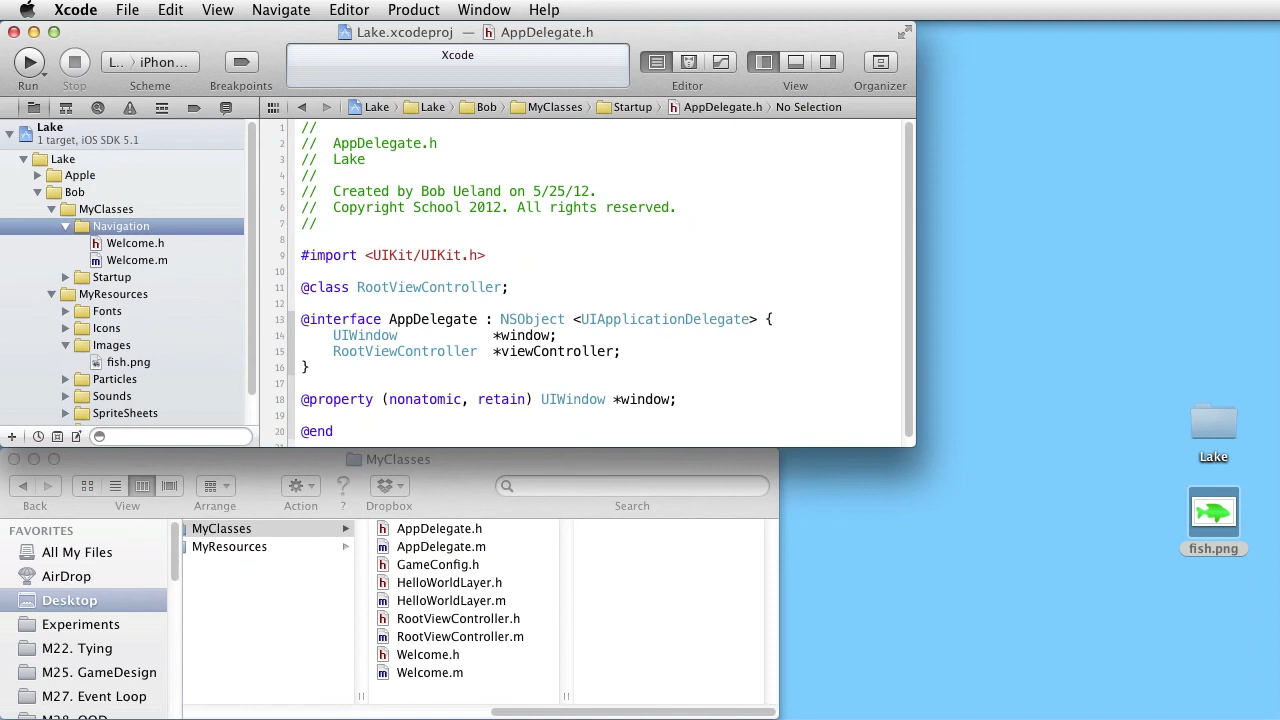 Xcode File Edit View Navigate Editor Product Window Help
Lake.xcodeproj — AppDelegate.h
L... › iPhon...
Xcode
Run Stop Scheme Breakpoints Editor View Organizer
Lake › Lake › Bob › MyClasses › Startup › AppDelegate.h › No Selection
Lake
1 target, iOS SDK 5.1
Lake
Apple
Bob
MyClasses
Navigation
Welcome.h
Welcome.m
Startup
MyResources
Fonts
Icons
Images
fish.png
Particles
Sounds
SpriteSheets
1 //
2 //  AppDelegate.h
3 //  Lake
4 //
5 //  Created by Bob Ueland on 5/25/12.
6 //  Copyright School 2012. All rights reserved.
7 //
8
9 #import <UIKit/UIKit.h>
10
11 @class RootViewController;
12
13 @interface AppDelegate : NSObject <UIApplicationDelegate> {
14     UIWindow            *window;
15     RootViewController  *viewController;
16 }
17
18 @property (nonatomic, retain) UIWindow *window;
19
20 @end
MyClasses
Back View Arrange Action ? Dropbox Search
FAVORITES
All My Files
AirDrop
Desktop
Experiments
M22. Tying
M25. GameDesign
M27. Event Loop
M28. OOD
MyClasses
MyResources
AppDelegate.h
AppDelegate.m
GameConfig.h
HelloWorldLayer.h
HelloWorldLayer.m
RootViewController.h
RootViewController.m
Welcome.h
Welcome.m
Lake
fish.png